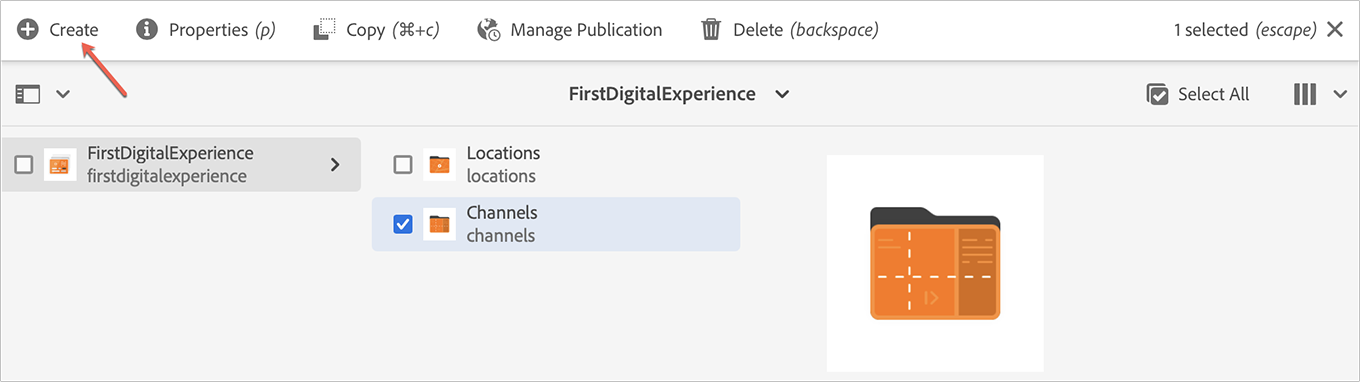 Create Properties (p) Copy (⌘+c) Manage Publication Delete (backspace) 1 selected (escape)
FirstDigitalExperience Select All
FirstDigitalExperience
firstdigitalexperience
Locations
locations
Channels
channels